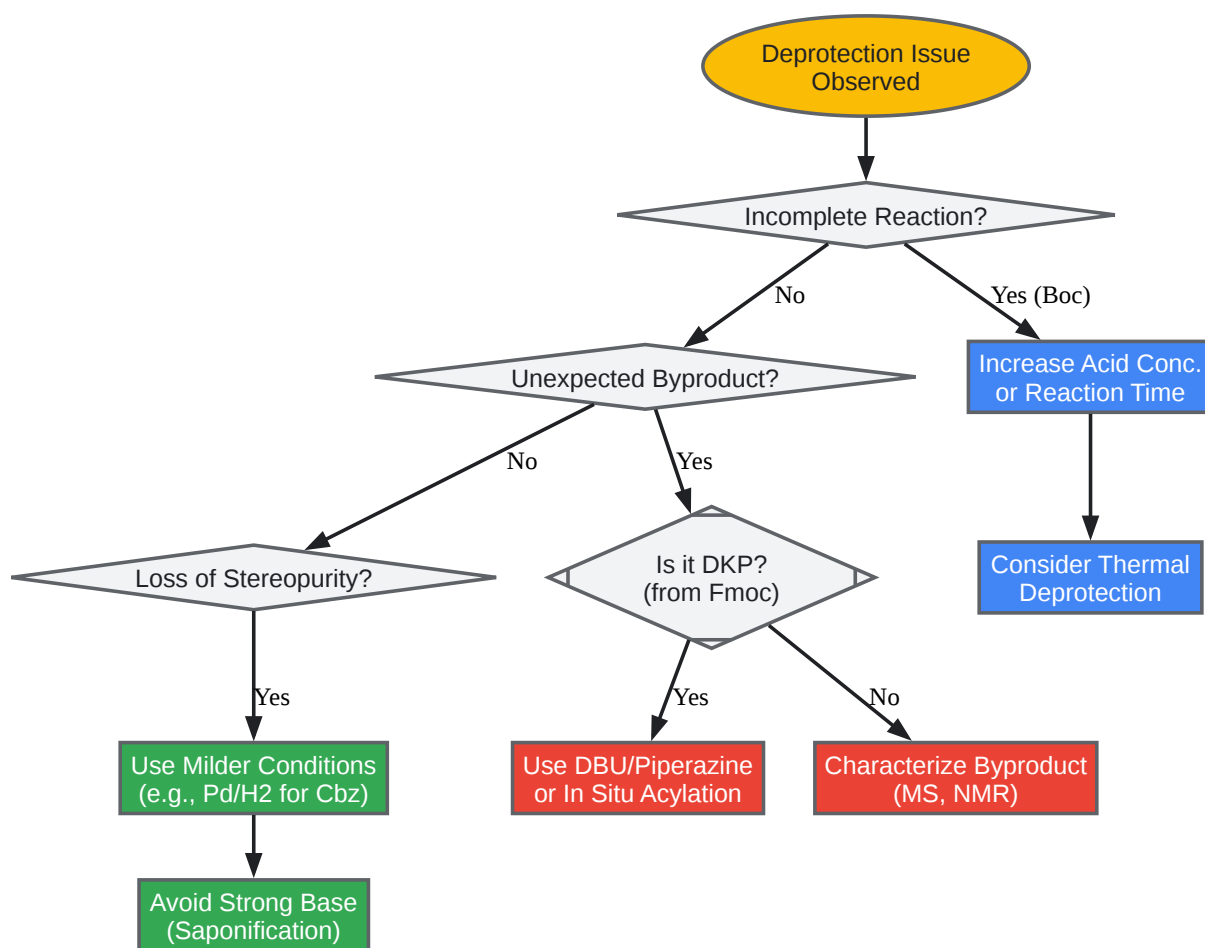 Deprotection Issue
Observed
Incomplete Reaction?
No
Yes (Boc)
Unexpected Byproduct?
Increase Acid Conc.
or Reaction Time
No
Yes
Loss of Stereopurity?
Is it DKP?
(from Fmoc)
Consider Thermal
Deprotection
Yes
Yes
No
Use Milder Conditions
(e.g., Pd/H2 for Cbz)
Use DBU/Piperazine
or In Situ Acylation
Characterize Byproduct
(MS, NMR)
Avoid Strong Base
(Saponification)